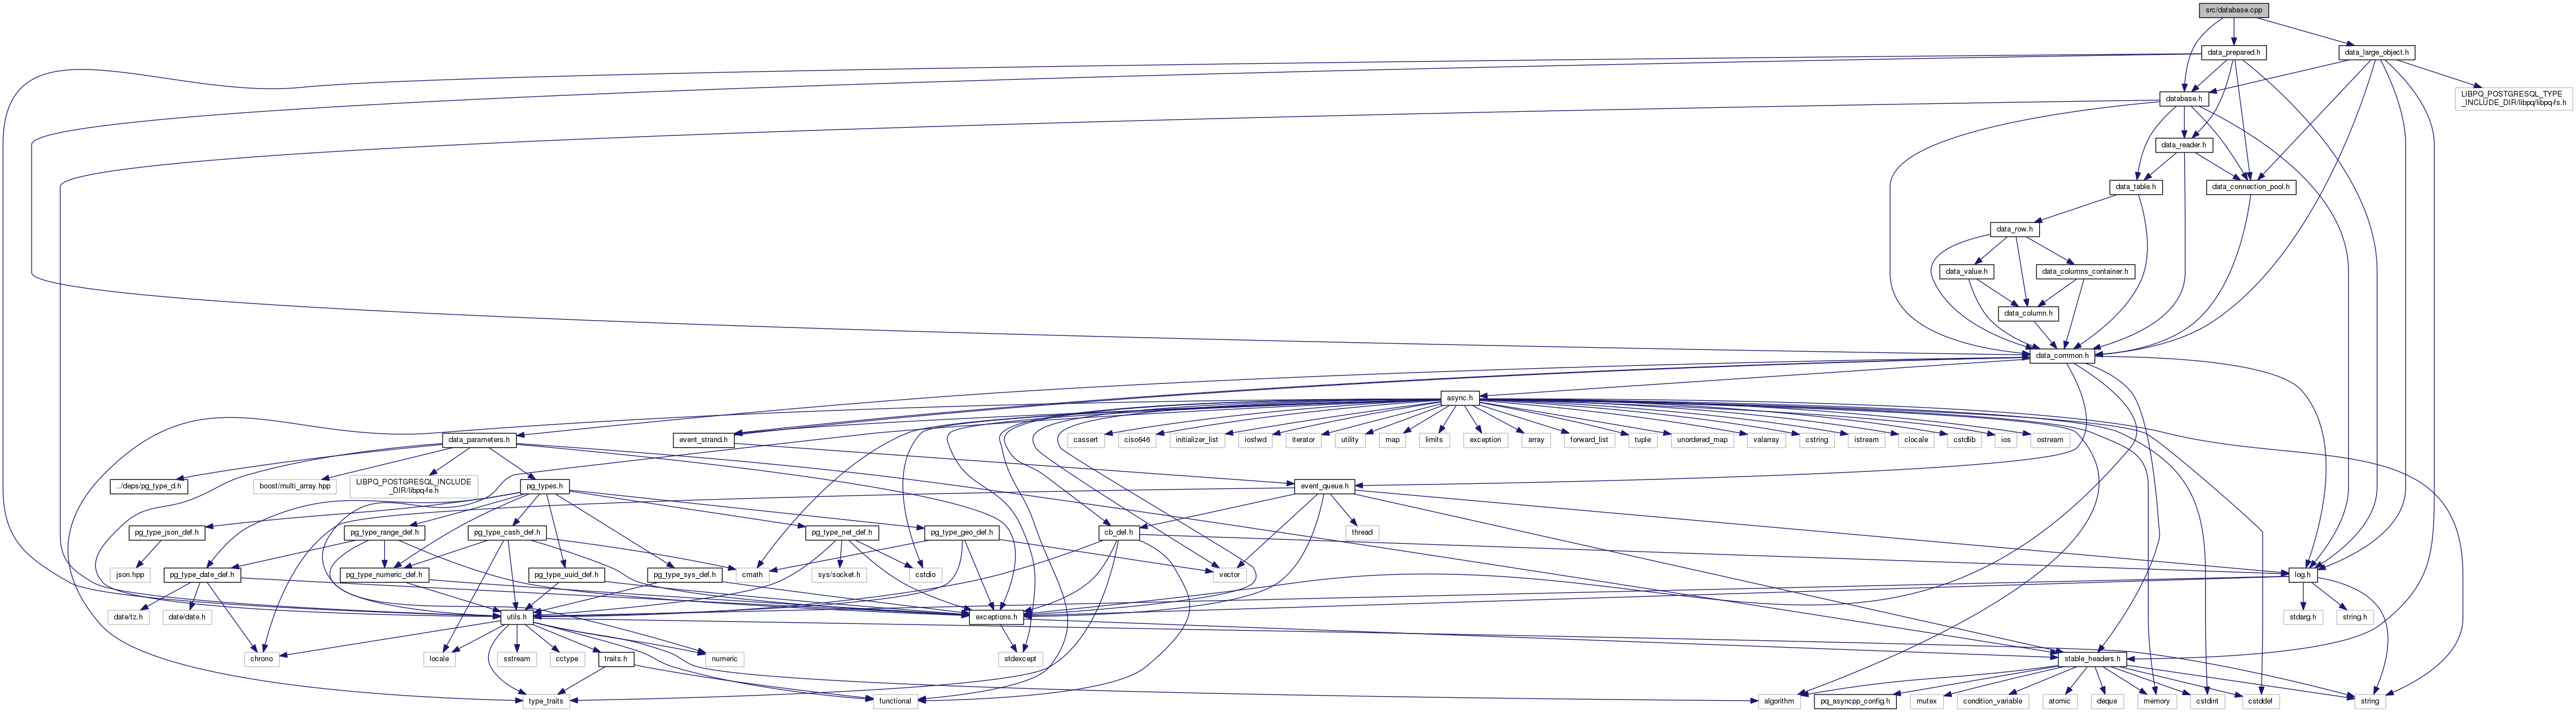 src/database.cpp
data_prepared.h
data_large_object.h
database.h
LIBPQ_POSTGRESQL_TYPE
_INCLUDE_DIR/libpq/libpq-fs.h
data_reader.h
data_table.h
data_connection_pool.h
data_row.h
data_value.h
data_columns_container.h
data_column.h
data_common.h
async.h
data_parameters.h
event_strand.h
cassert
ciso646
initializer_list
iosfwd
iterator
utility
map
limits
exception
array
forward_list
tuple
unordered_map
valarray
cstring
istream
clocale
cstdlib
ios
ostream
../deps/pg_type_d.h
boost/multi_array.hpp
LIBPQ_POSTGRESQL_INCLUDE
_DIR/libpq-fe.h
pg_types.h
event_queue.h
pg_type_json_def.h
pg_type_range_def.h
pg_type_cash_def.h
pg_type_net_def.h
pg_type_geo_def.h
cb_def.h
thread
json.hpp
pg_type_date_def.h
pg_type_numeric_def.h
pg_type_uuid_def.h
pg_type_sys_def.h
cmath
sys/socket.h
cstdio
vector
log.h
date/tz.h
date/date.h
utils.h
exceptions.h
stdarg.h
string.h
chrono
locale
sstream
cctype
traits.h
numeric
stdexcept
stable_headers.h
type_traits
functional
algorithm
pq_asyncpp_config.h
mutex
condition_variable
atomic
deque
memory
cstdint
cstddef
string